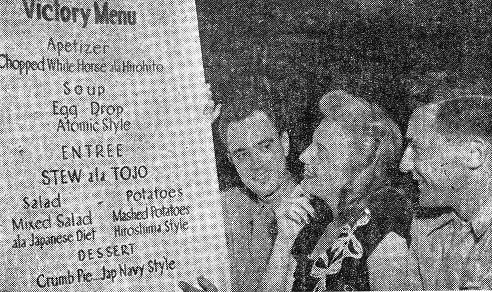 Victory Menu
Apetizer
Chopped White Horse ala Hirohito
Soup
Egg Drop
Atomic Style
ENTREE
STEW ala TOJO
Salad
Mixed Salad
ala Japanese Diet
Potatoes
Mashed Potatoes
Hiroshima Style
DESSERT
Crumb Pie...Jap Navy Style